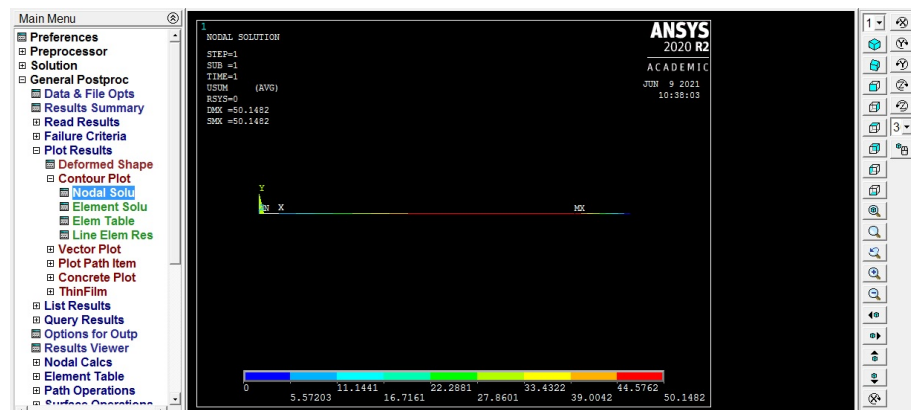 Main Menu
Preferences
Preprocessor
Solution
General Postproc
Data & File Opts
Results Summary
Read Results
Failure Criteria
Plot Results
Deformed Shape
Contour Plot
Nodal Solu
Element Solu
Elem Table
Line Elem Res
Vector Plot
Plot Path Item
Concrete Plot
ThinFilm
List Results
Query Results
Options for Outp
Results Viewer
Nodal Calcs
Element Table
Path Operations
Surface Operations
1
NODAL SOLUTION
STEP=1
SUB =1
TIME=1
USUM (AVG)
RSYS=0
DMX =50.1482
SMX =50.1482
ANSYS
2020 R2
ACADEMIC
JUN 9 2021
10:38:03
Y
X
MX
0 11.1441 22.2881 33.4322 44.5762
5.57203 16.7161 27.8601 39.0042 50.1482
1
3